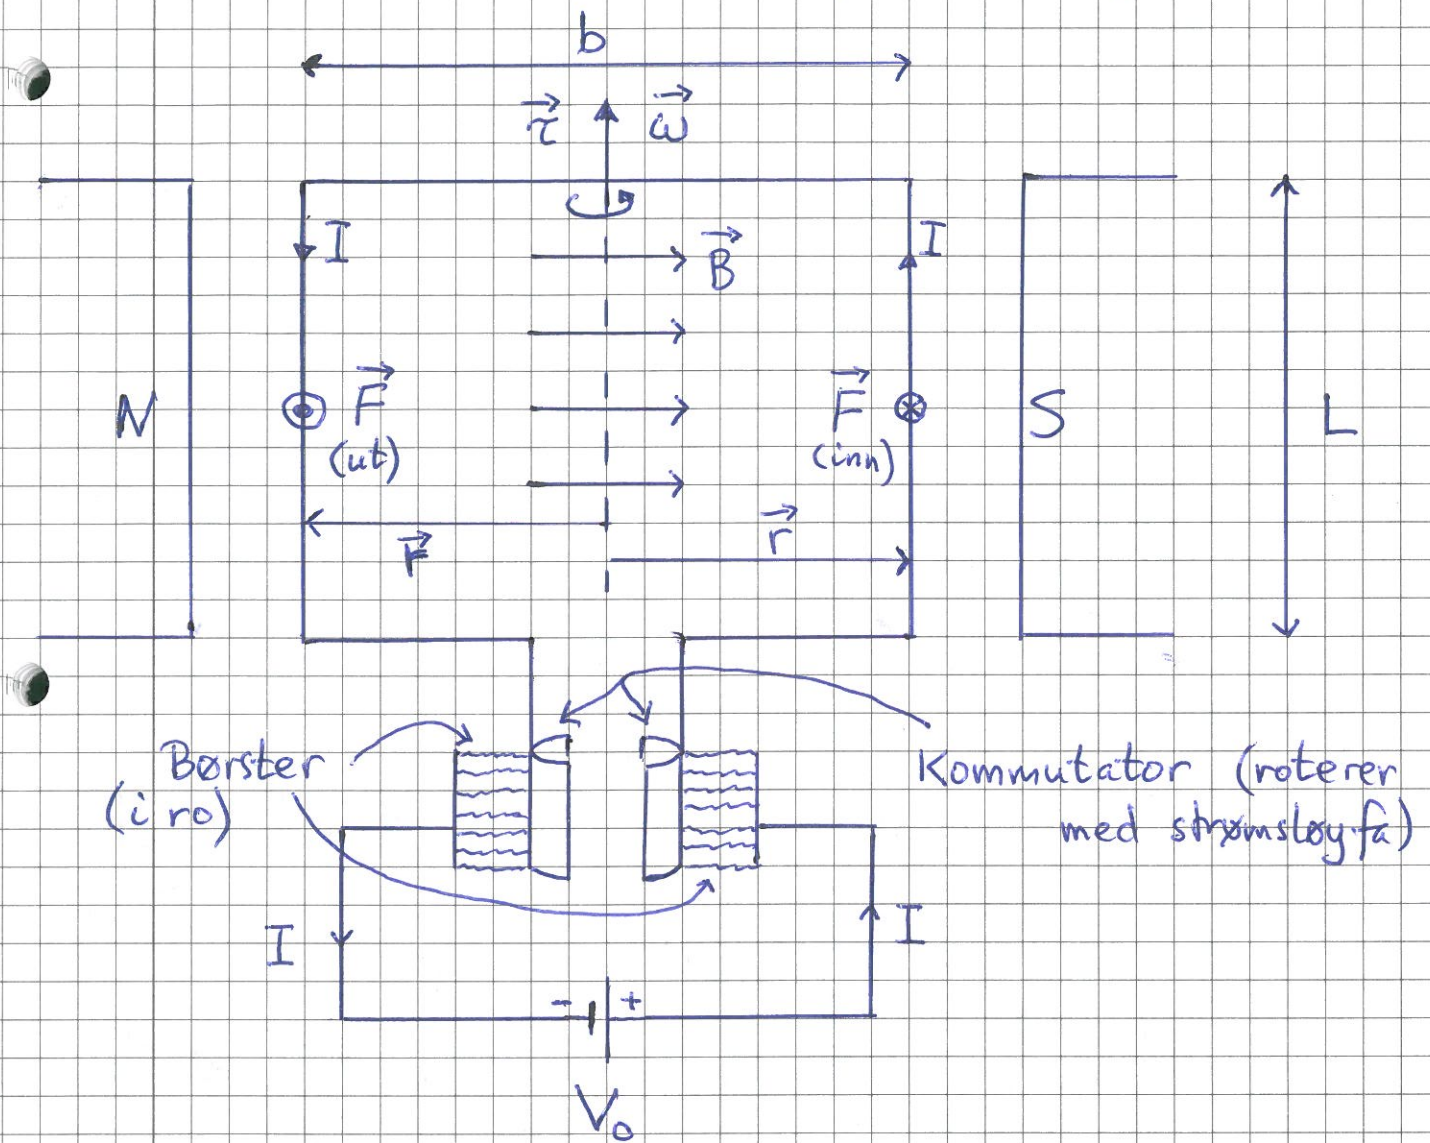 b
τ⃗ ω⃗
I
B⃗
I
N
F⃗
(ut)
F⃗
(inn)
S
L
r⃗
r⃗
Børster
(i ro)
Kommutator (roterer
med strømsløyfa)
I
I
- +
V₀